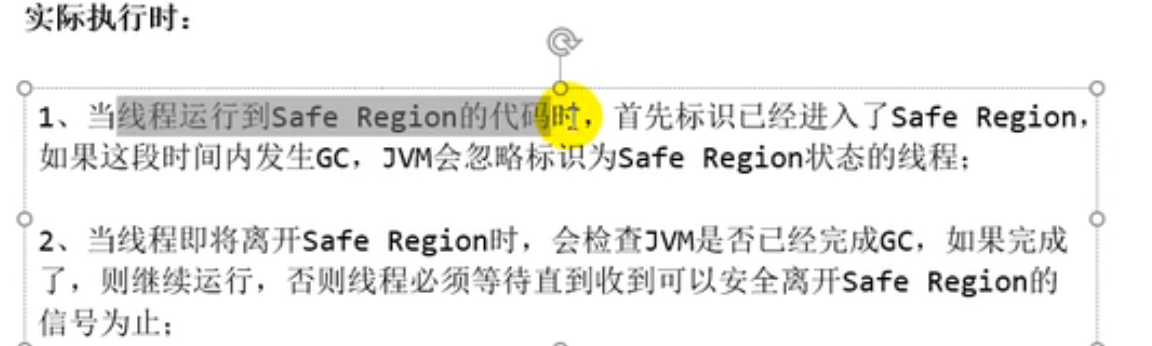 实际执行时：
1、当线程运行到Safe Region的代码时，首先标识已经进入了Safe Region，
如果这段时间内发生GC，JVM会忽略标识为Safe Region状态的线程；
2、当线程即将离开Safe Region时，会检查JVM是否已经完成GC，如果完成
了，则继续运行，否则线程必须等待直到收到可以安全离开Safe Region的
信号为止；